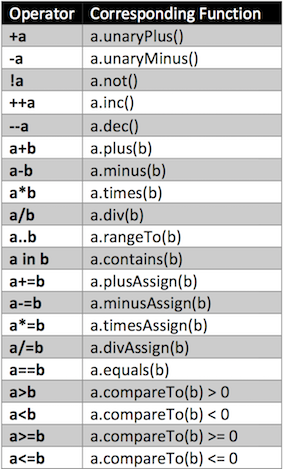 Operator Corresponding Function
+a a.unaryPlus()
-a a.unaryMinus()
!a a.not()
++a a.inc()
--a a.dec()
a+b a.plus(b)
a-b a.minus(b)
a*b a.times(b)
a/b a.div(b)
a..b a.rangeTo(b)
a in b a.contains(b)
a+=b a.plusAssign(b)
a-=b a.minusAssign(b)
a*=b a.timesAssign(b)
a/=b a.divAssign(b)
a==b a.equals(b)
a>b a.compareTo(b) > 0
a<b a.compareTo(b) < 0
a>=b a.compareTo(b) >= 0
a<=b a.compareTo(b) <= 0